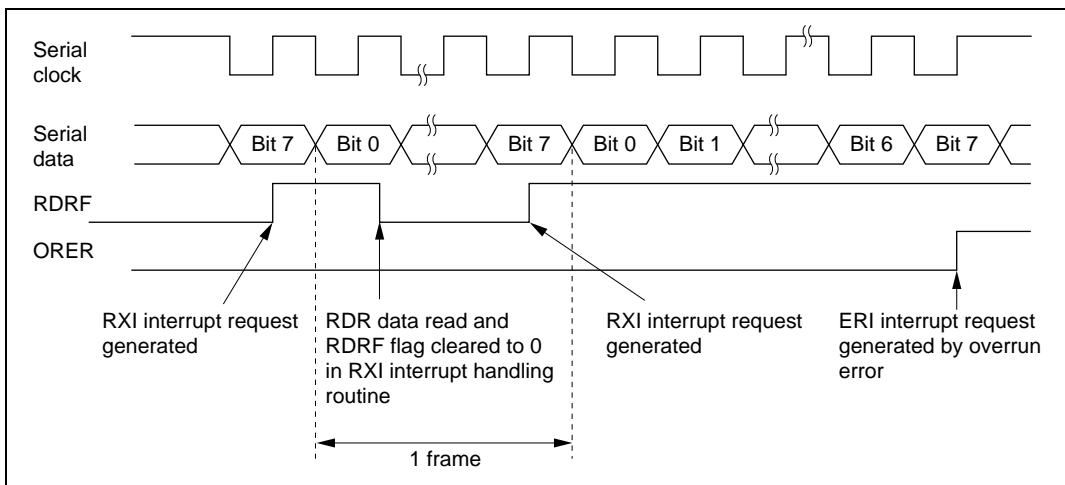 Serial
clock
Serial
data
Bit 7 Bit 0 Bit 7 Bit 0 Bit 1 Bit 6 Bit 7
RDRF
ORER
RXI interrupt request
generated
RDR data read and
RDRF flag cleared to 0
in RXI interrupt handling
routine
RXI interrupt request
generated
ERI interrupt request
generated by overrun
error
1 frame